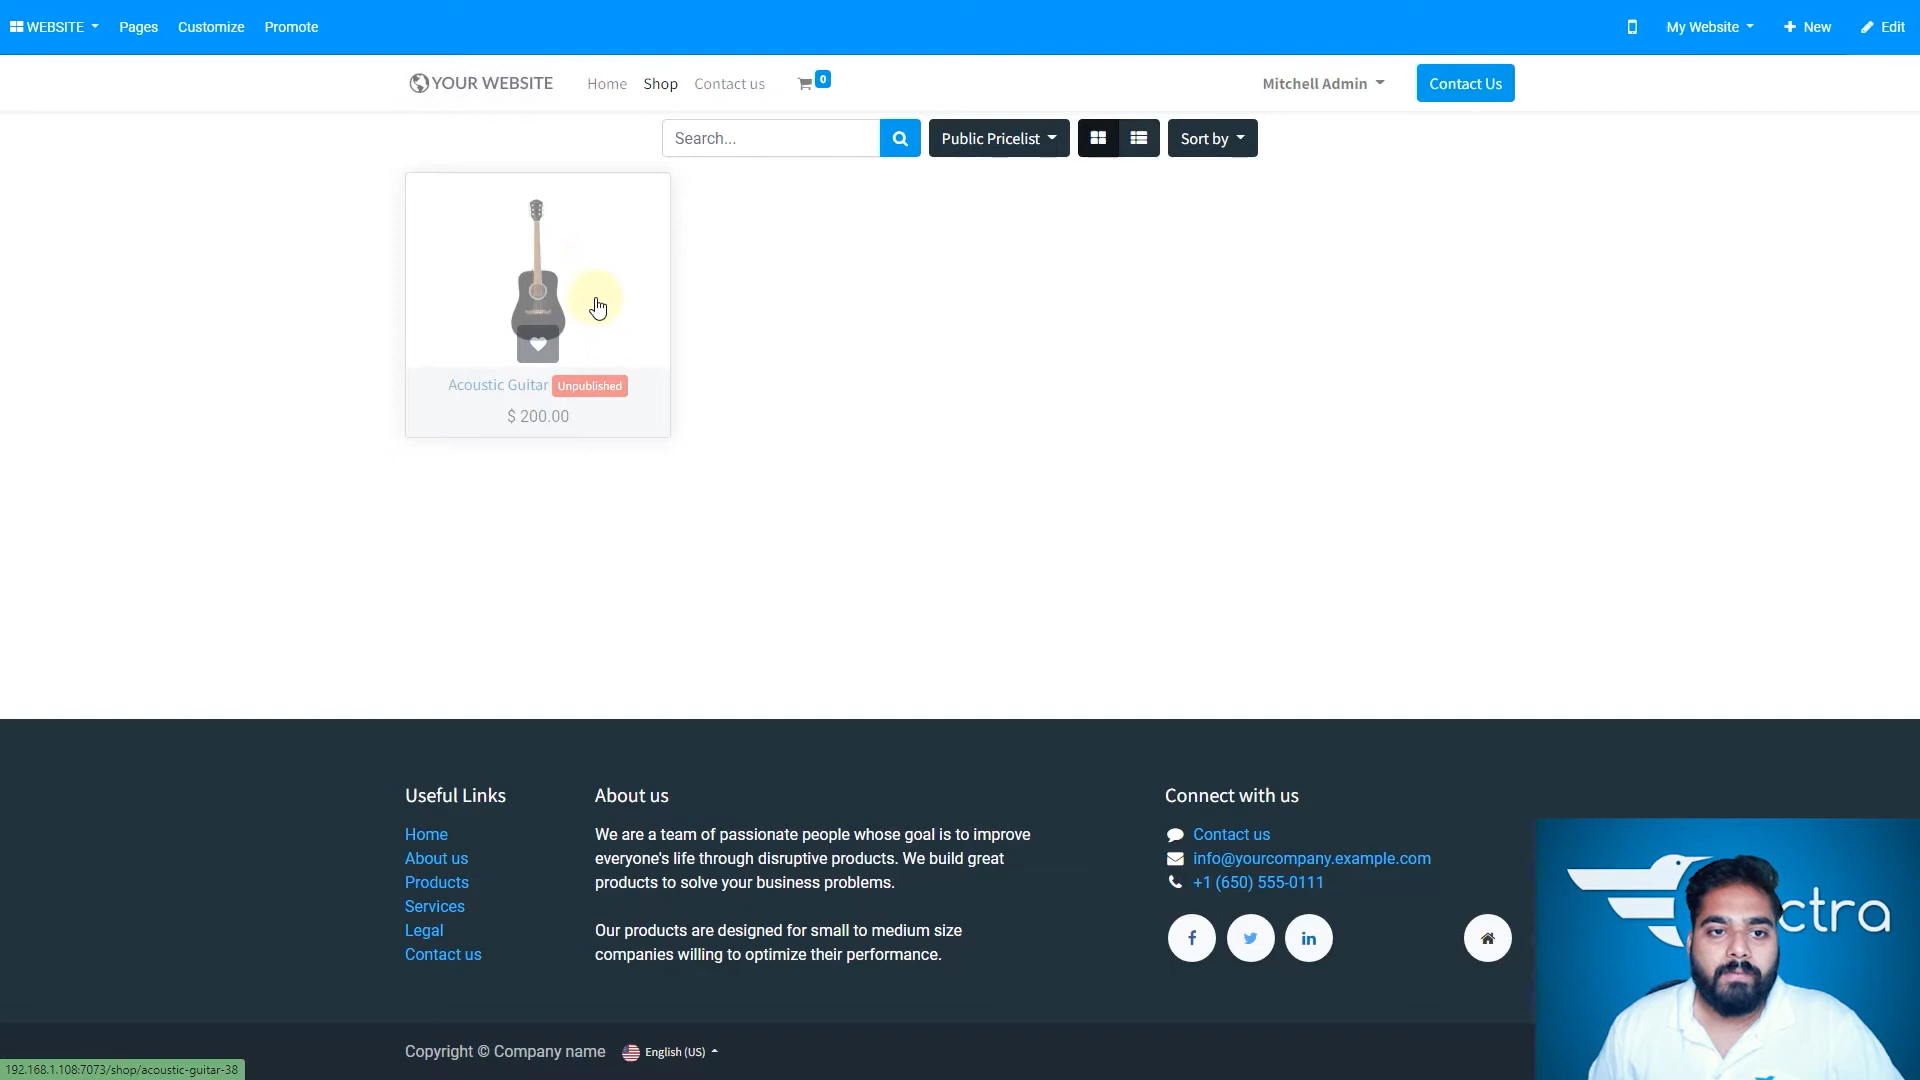 WEBSITE Pages Customize Promote My Website New Edit
YOUR WEBSITE Home Shop Contact us 0 Mitchell Admin Contact Us
Search... Public Pricelist Sort by
Acoustic Guitar Unpublished
$ 200.00
Useful Links
Home
About us
Products
Services
Legal
Contact us
About us
We are a team of passionate people whose goal is to improve
everyone's life through disruptive products. We build great
products to solve your business problems.
Our products are designed for small to medium size
companies willing to optimize their performance.
Connect with us
Contact us
info@yourcompany.example.com
+1 (650) 555-0111
f in
ctra
Copyright © Company name English (US)
192.168.1.108:7073/shop/acoustic-guitar-38